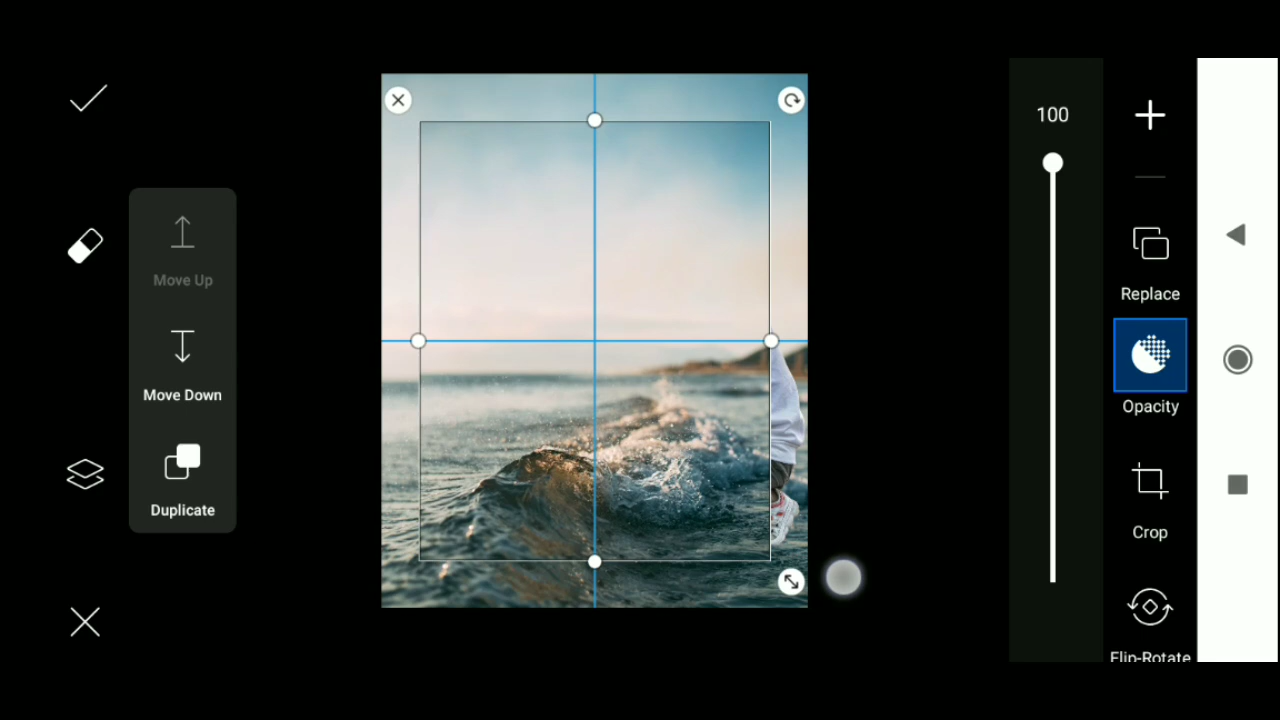 Move Up
Move Down
Duplicate
100
Replace
Opacity
Crop
Flip-Rotate